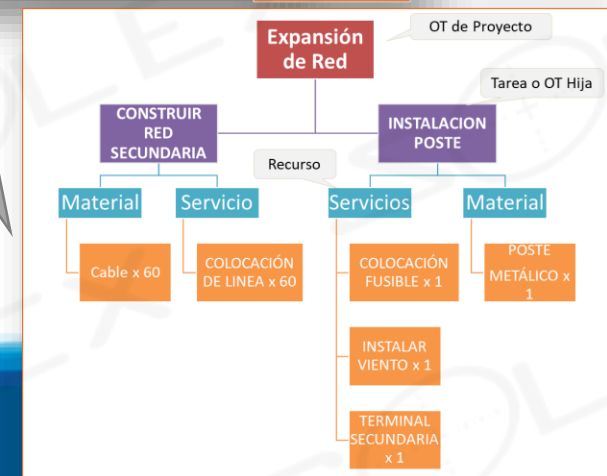 Expansión
de Red
OT de Proyecto
Tarea o OT Hija
CONSTRUIR
RED
SECUNDARIA
INSTALACION
POSTE
Recurso
Material
Servicio
Servicios
Material
Cable x 60
COLOCACIÓN
DE LINEA x 60
COLOCACIÓN
FUSIBLE x 1
POSTE
METÁLICO x
1
INSTALAR
VIENTO x 1
TERMINAL
SECUNDARIA
x 1